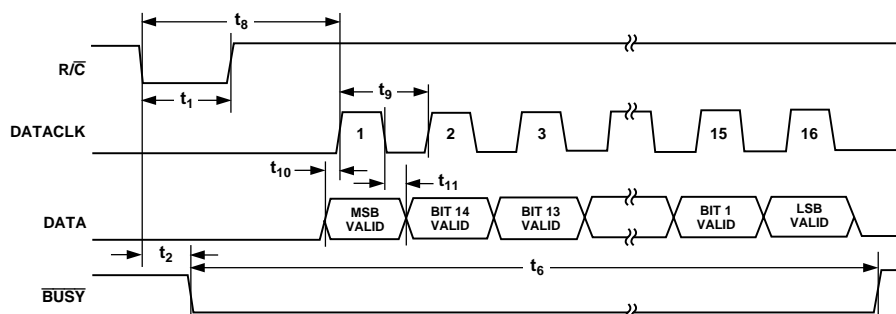 t8
R/C̅
t1
t9
DATACLK
1
2
3
15
16
t10
t11
DATA
MSB VALID
BIT 14 VALID
BIT 13 VALID
BIT 1 VALID
LSB VALID
t2
t6
B̅U̅S̅Y̅